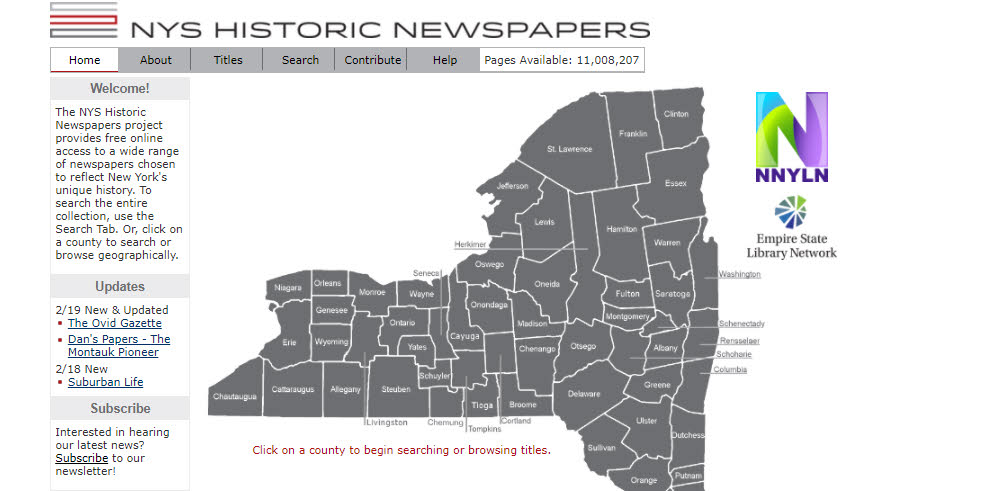 NYS HISTORIC NEWSPAPERS
Home About Titles Search Contribute Help Pages Available: 11,008,207
Welcome!
The NYS Historic
Newspapers project
provides free online
access to a wide range
of newspapers chosen
to reflect New York's
unique history. To
search the entire
collection, use the
Search Tab. Or, click on
a county to search or
browse geographically.
Updates
2/19 New & Updated
The Ovid Gazette
Dan's Papers - The
Montauk Pioneer
2/18 New
Suburban Life
Subscribe
Interested in hearing
our latest news?
Subscribe to our
newsletter!
Clinton
Franklin
St. Lawrence
Essex
Jefferson
Lewis
Hamilton
Warren
Herkimer
Oswego
Washington
Seneca
Oneida
Niagara
Orleans
Monroe
Wayne
Fulton
Saratoga
Genesee
Onondaga
Montgomery
Ontario
Madison
Schenectady
Erie
Wyoming
Yates
Cayuga
Chenango
Otsego
Albany
Rensselaer
Schoharie
Columbia
Schuyler
Chautauqua
Cattaraugus
Allegany
Steuben
Tioga
Broome
Delaware
Greene
Livingston
Chemung
Tompkins
Cortland
Ulster
Dutchess
Sullivan
Orange
Putnam
Click on a county to begin searching or browsing titles.
NNYLN
Empire State
Library Network